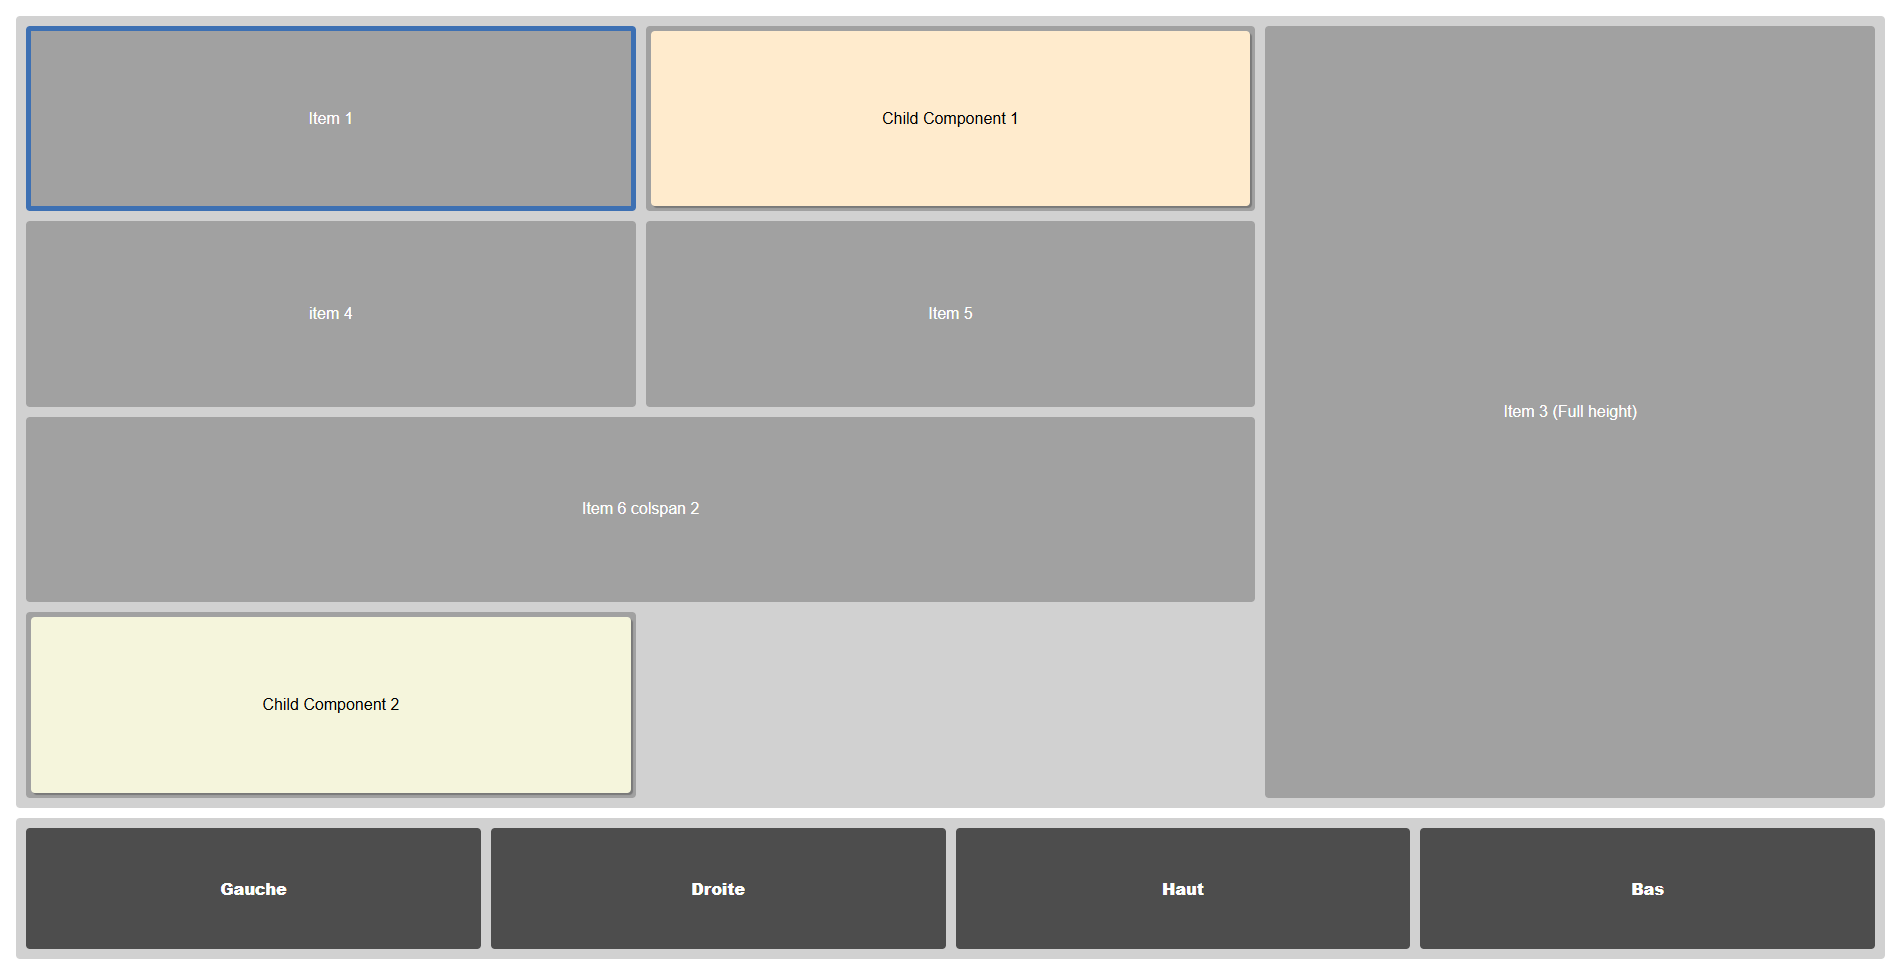 Item 1
Child Component 1
item 4
Item 5
Item 3 (Full height)
Item 6 colspan 2
Child Component 2
Gauche
Droite
Haut
Bas